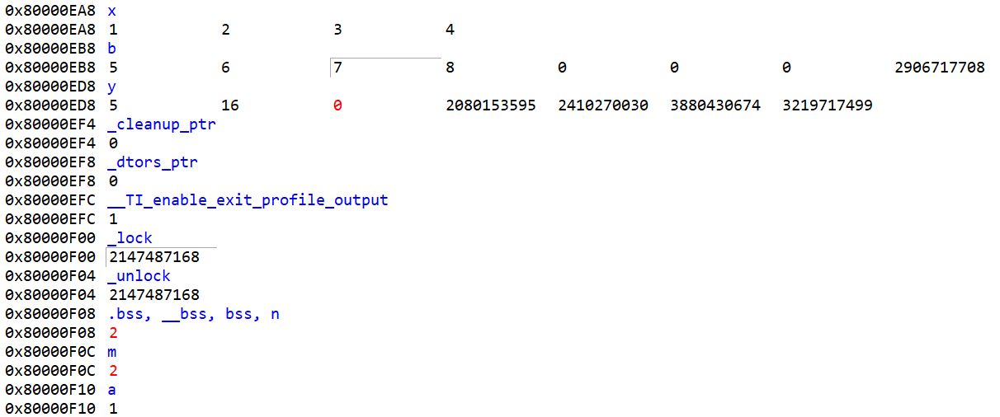 0x80000EA8 x
0x80000EA8 1 2 3 4
0x80000EB8 b
0x80000EB8 5 6 7 8 0 0 0 2906717708
0x80000ED8 y
0x80000ED8 5 16 0 2080153595 2410270030 3880430674 3219717499
0x80000EF4 _cleanup_ptr
0x80000EF4 0
0x80000EF8 _dtors_ptr
0x80000EF8 0
0x80000EFC __TI_enable_exit_profile_output
0x80000EFC 1
0x80000F00 _lock
0x80000F00 2147487168
0x80000F04 _unlock
0x80000F04 2147487168
0x80000F08 .bss, __bss, bss, n
0x80000F08 2
0x80000F0C m
0x80000F0C 2
0x80000F10 a
0x80000F10 1